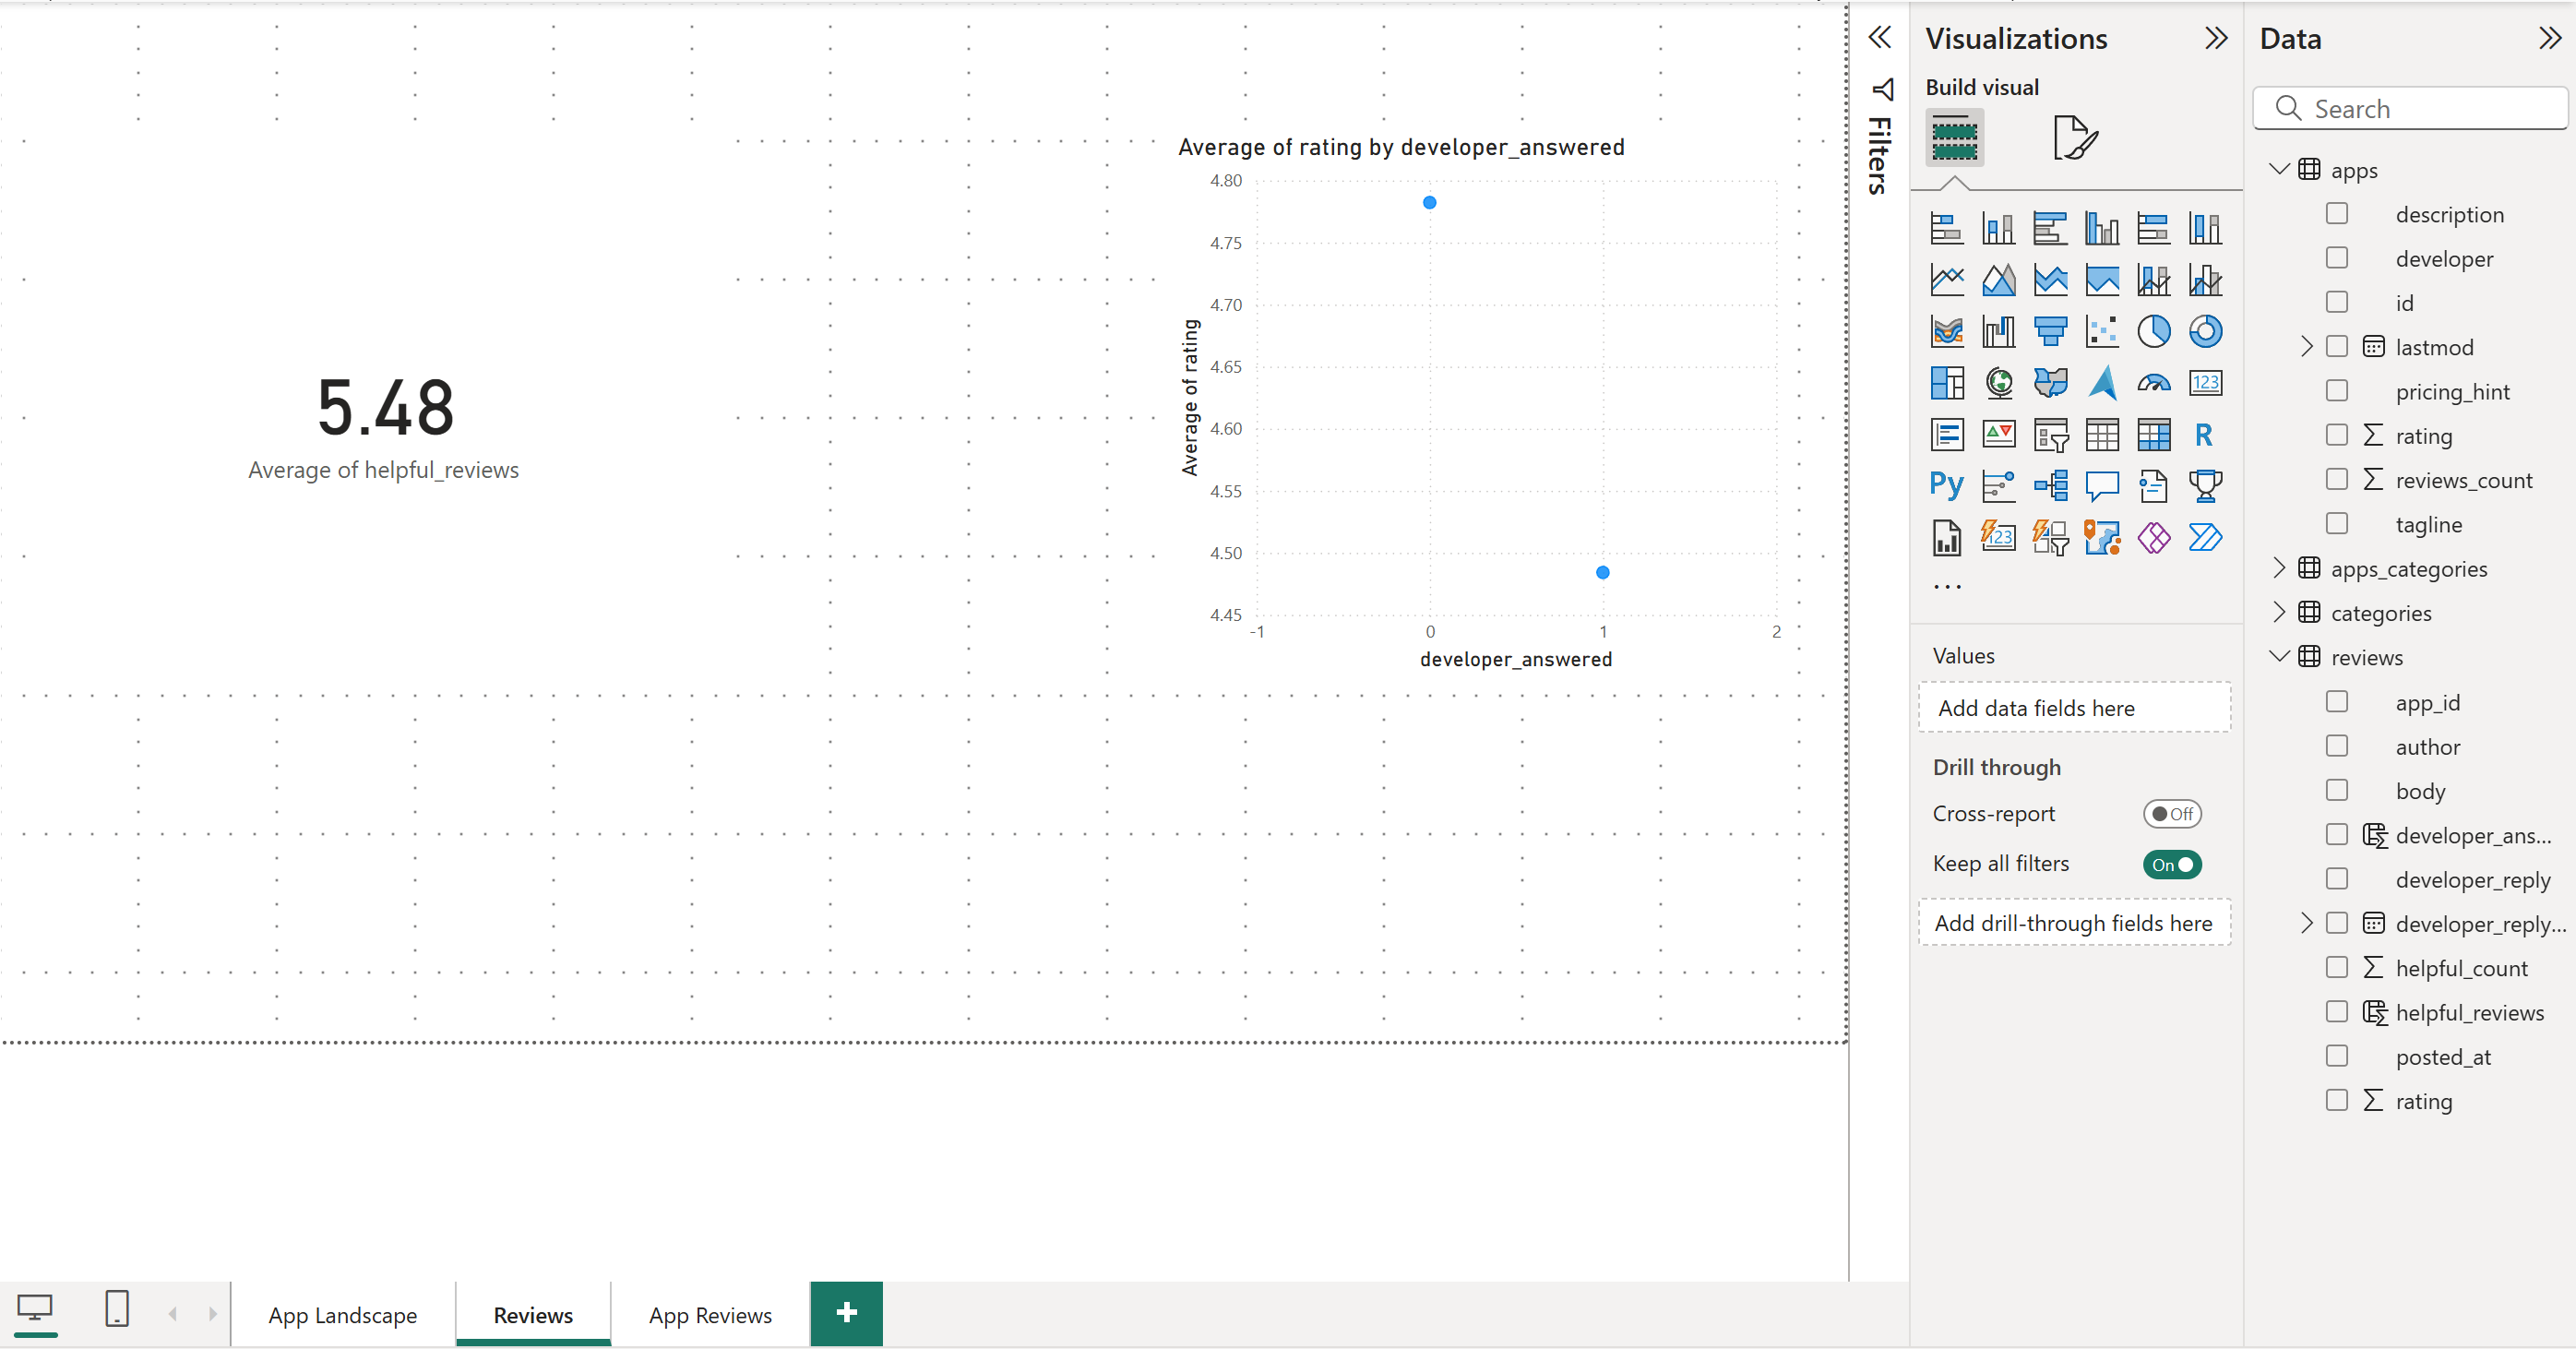 5.48
Average of helpful_reviews
Average of rating by developer_answered
4.80
4.75
4.70
4.65
4.60
4.55
4.50
4.45
Average of rating
-1
0
1
2
developer_answered
Filters
Visualizations
Build visual
123
R
Py
123
Values
Add data fields here
Drill through
Cross-report
Off
Keep all filters
On
Add drill-through fields here
Data
Search
apps
description
developer
id
lastmod
pricing_hint
rating
reviews_count
tagline
apps_categories
categories
reviews
app_id
author
body
developer_ans...
developer_reply
developer_reply...
helpful_count
helpful_reviews
posted_at
rating
App Landscape
Reviews
App Reviews